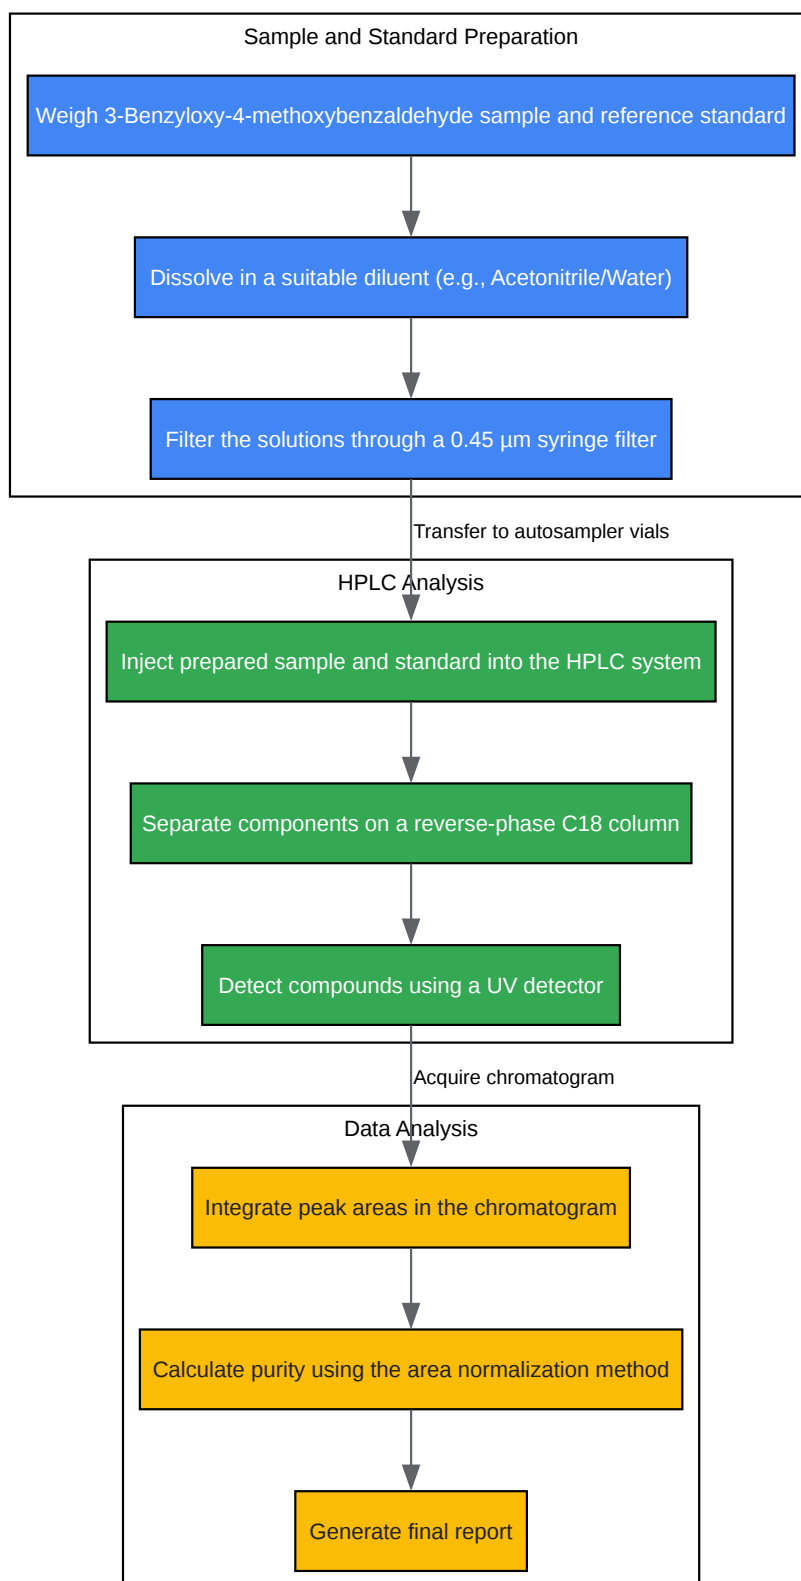 Sample and Standard Preparation
Weigh 3-Benzyloxy-4-methoxybenzaldehyde sample and reference standard
Dissolve in a suitable diluent (e.g., Acetonitrile/Water)
Filter the solutions through a 0.45 µm syringe filter
Transfer to autosampler vials
HPLC Analysis
Inject prepared sample and standard into the HPLC system
Separate components on a reverse-phase C18 column
Detect compounds using a UV detector
Acquire chromatogram
Data Analysis
Integrate peak areas in the chromatogram
Calculate purity using the area normalization method
Generate final report